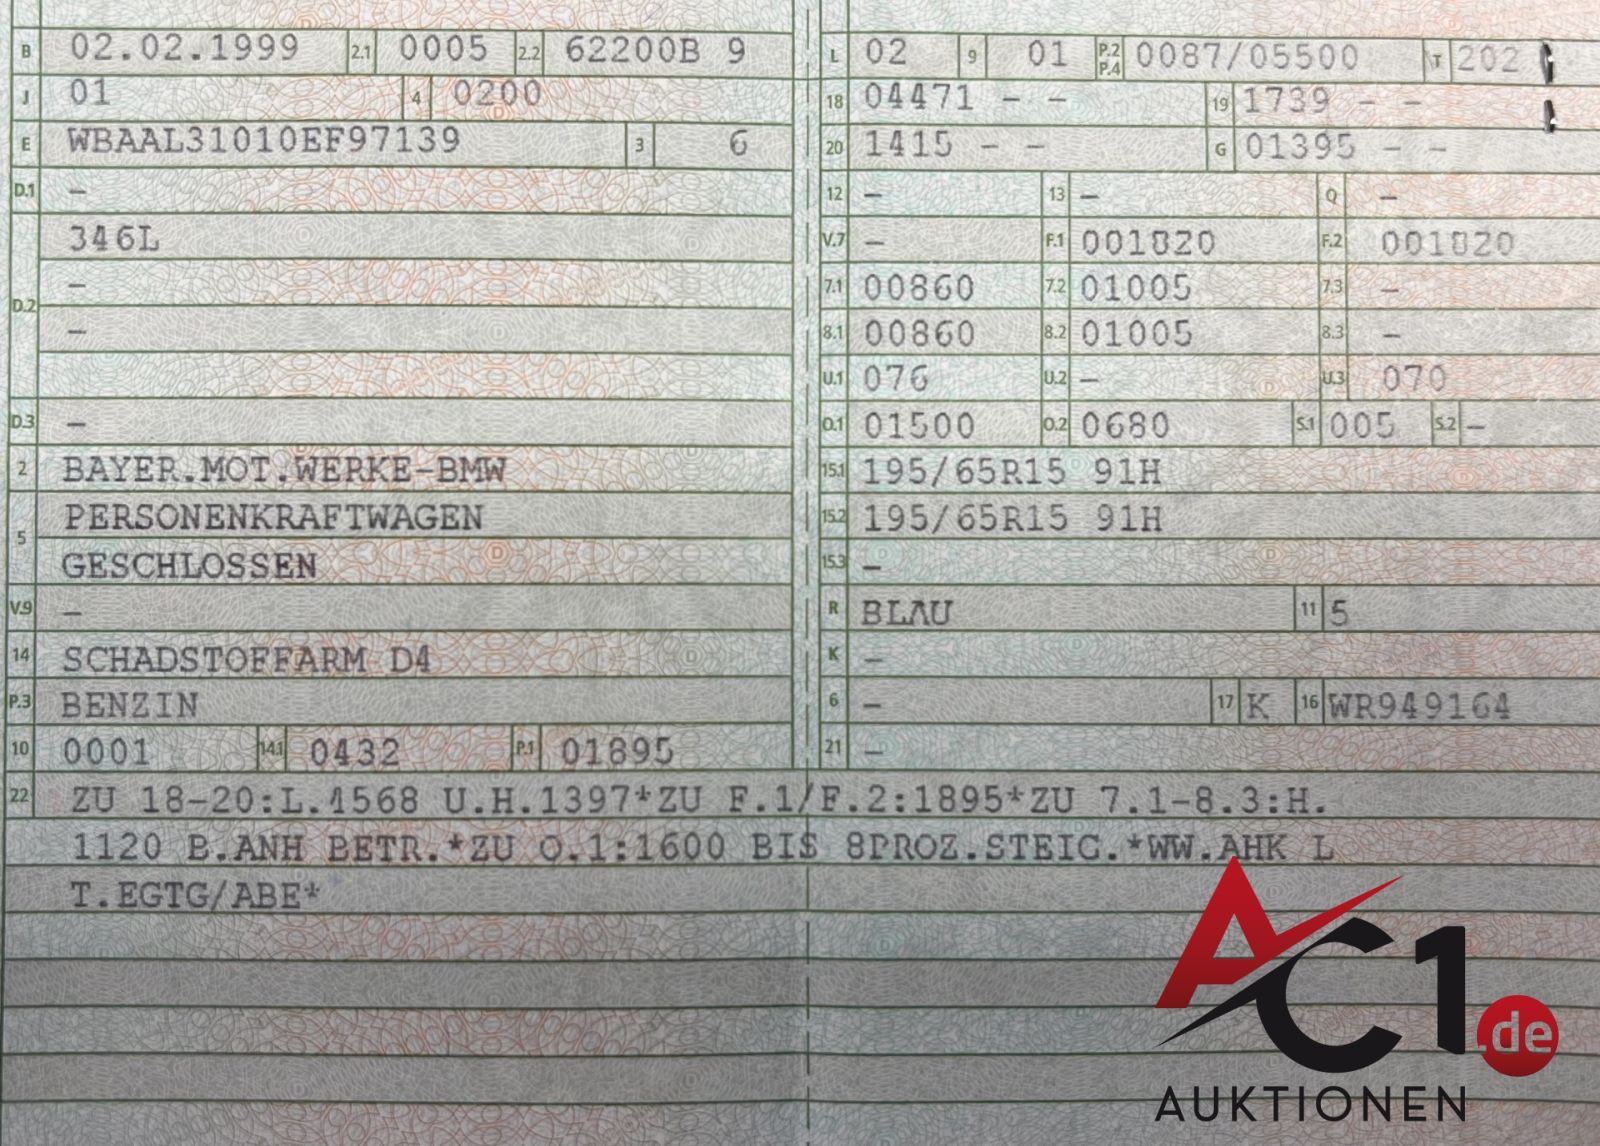 B 02.02.1999 2.1 0005 2.2 62200B 9
J 01 4 0200
E WBAAL31010EF97139 3 6
D.1 –
346L
D.2 –
–
D.3 –
2 BAYER.MOT.WERKE-BMW
PERSONENKRAFTWAGEN
5
GESCHLOSSEN
V.9 –
14 SCHADSTOFFARM D4
P.3 BENZIN
10 0001 14.1 0432 P.1 01895
L 02 9 01 P.2 P.4 0087/05500 T 202
18 04471 – – 19 1739 – –
20 1415 – – G 01395 – –
12 – 13 – Q –
V.7 – F.1 001820 F.2 001820
7.1 00860 7.2 01005 7.3 –
8.1 00860 8.2 01005 8.3 –
U.1 076 U.2 – U.3 070
O.1 01500 O.2 0680 S.1 005 S.2 –
15.1 195/65R15 91H
15.2 195/65R15 91H
15.3 –
R BLAU 11 5
K –
6 – 17 K 16 WR949164
21 –
22 ZU 18-20:L.4568 U.H.1397*ZU F.1/F.2:1895*ZU 7.1-8.3:H.
1120 B.ANH BETR.*ZU O.1:1600 BIS 8PROZ.STEIG.*WW.AHK L
T.EGTG/ABE*
AC1.de
AUKTIONEN